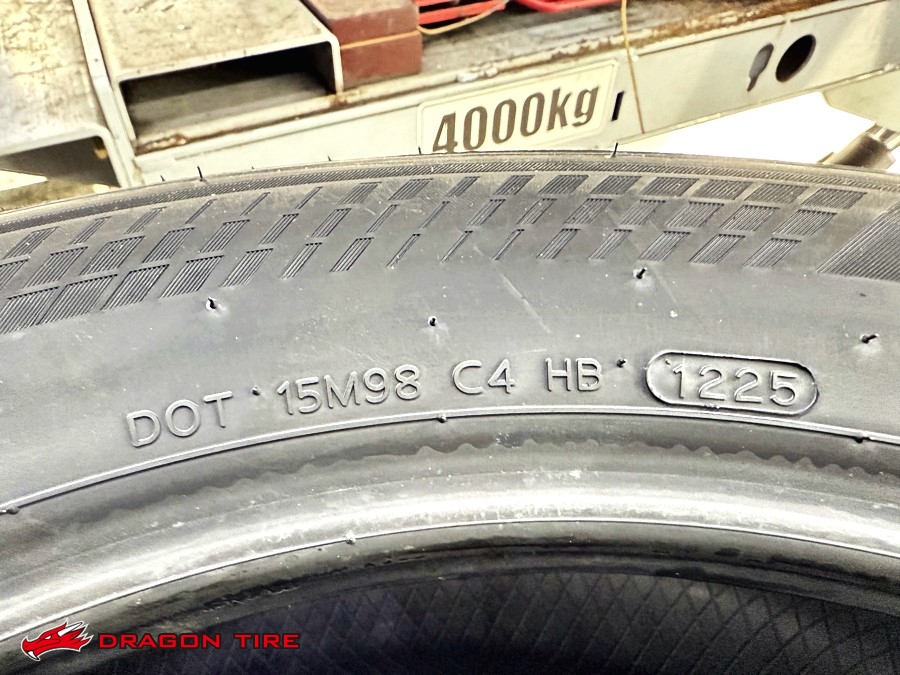 4000kg
DOT 15M98 C4 HB 1225
DRAGON TIRE